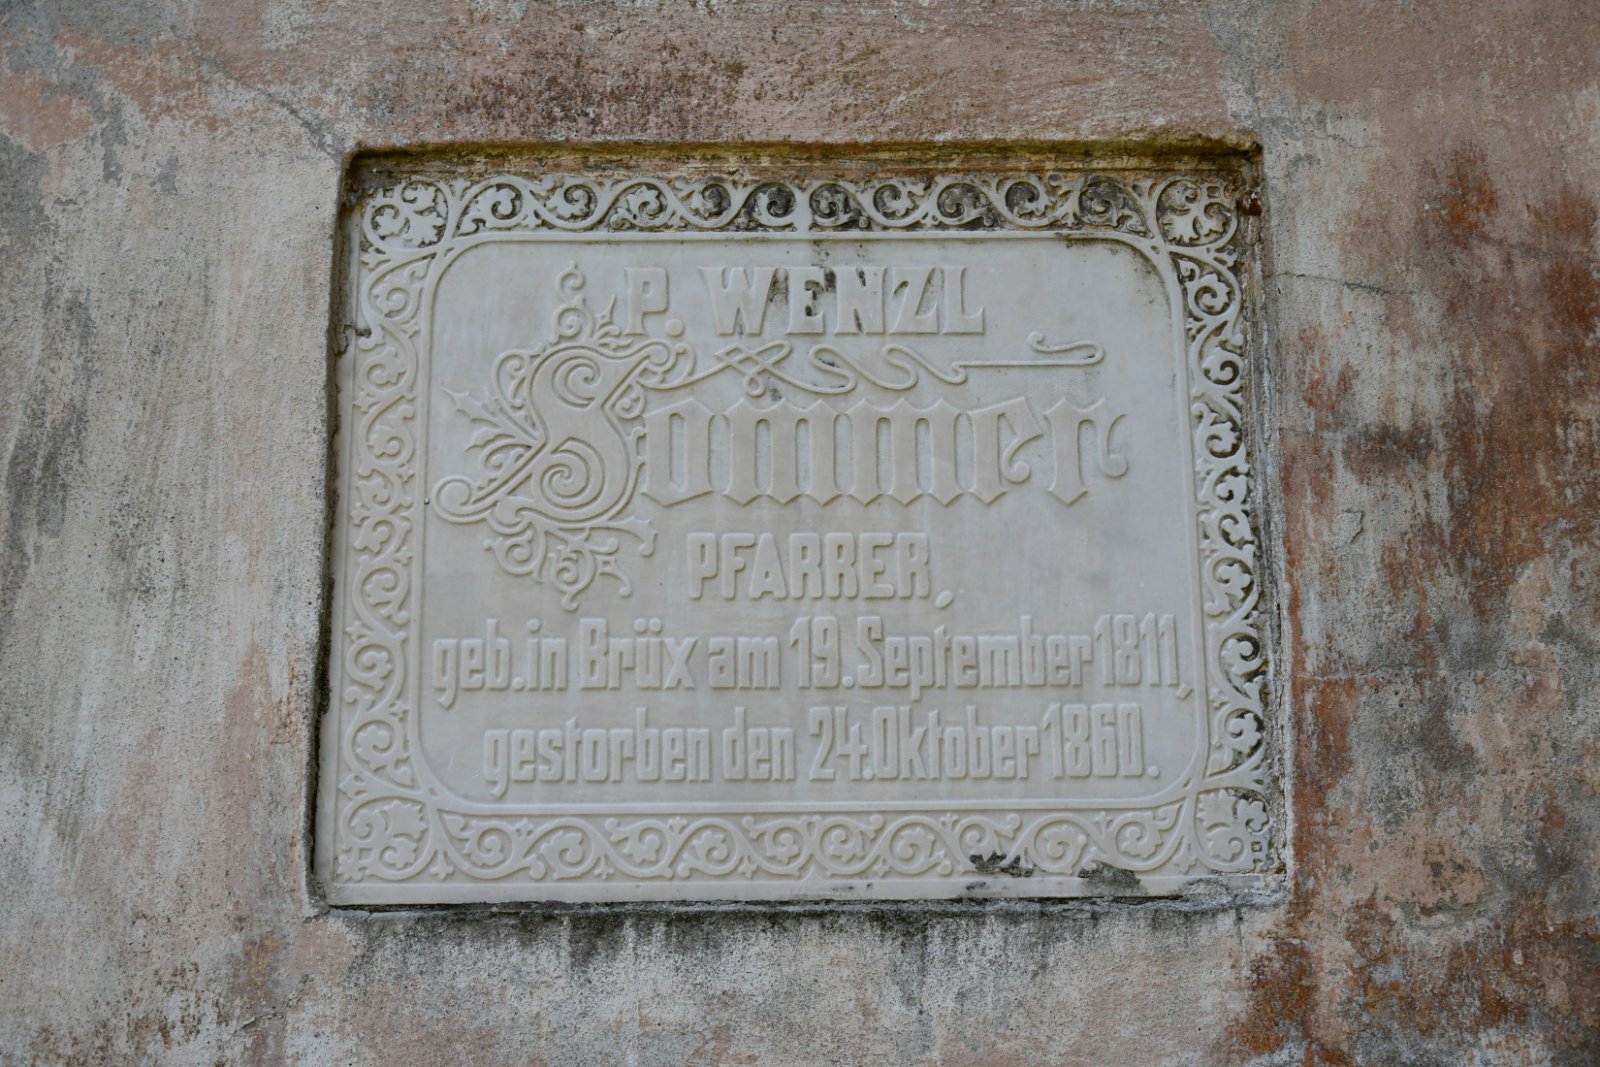 P. WENZL
Sommer
PFARRER,
geb. in Brüx am 19. September 1811,
gestorben den 24. Oktober 1860.